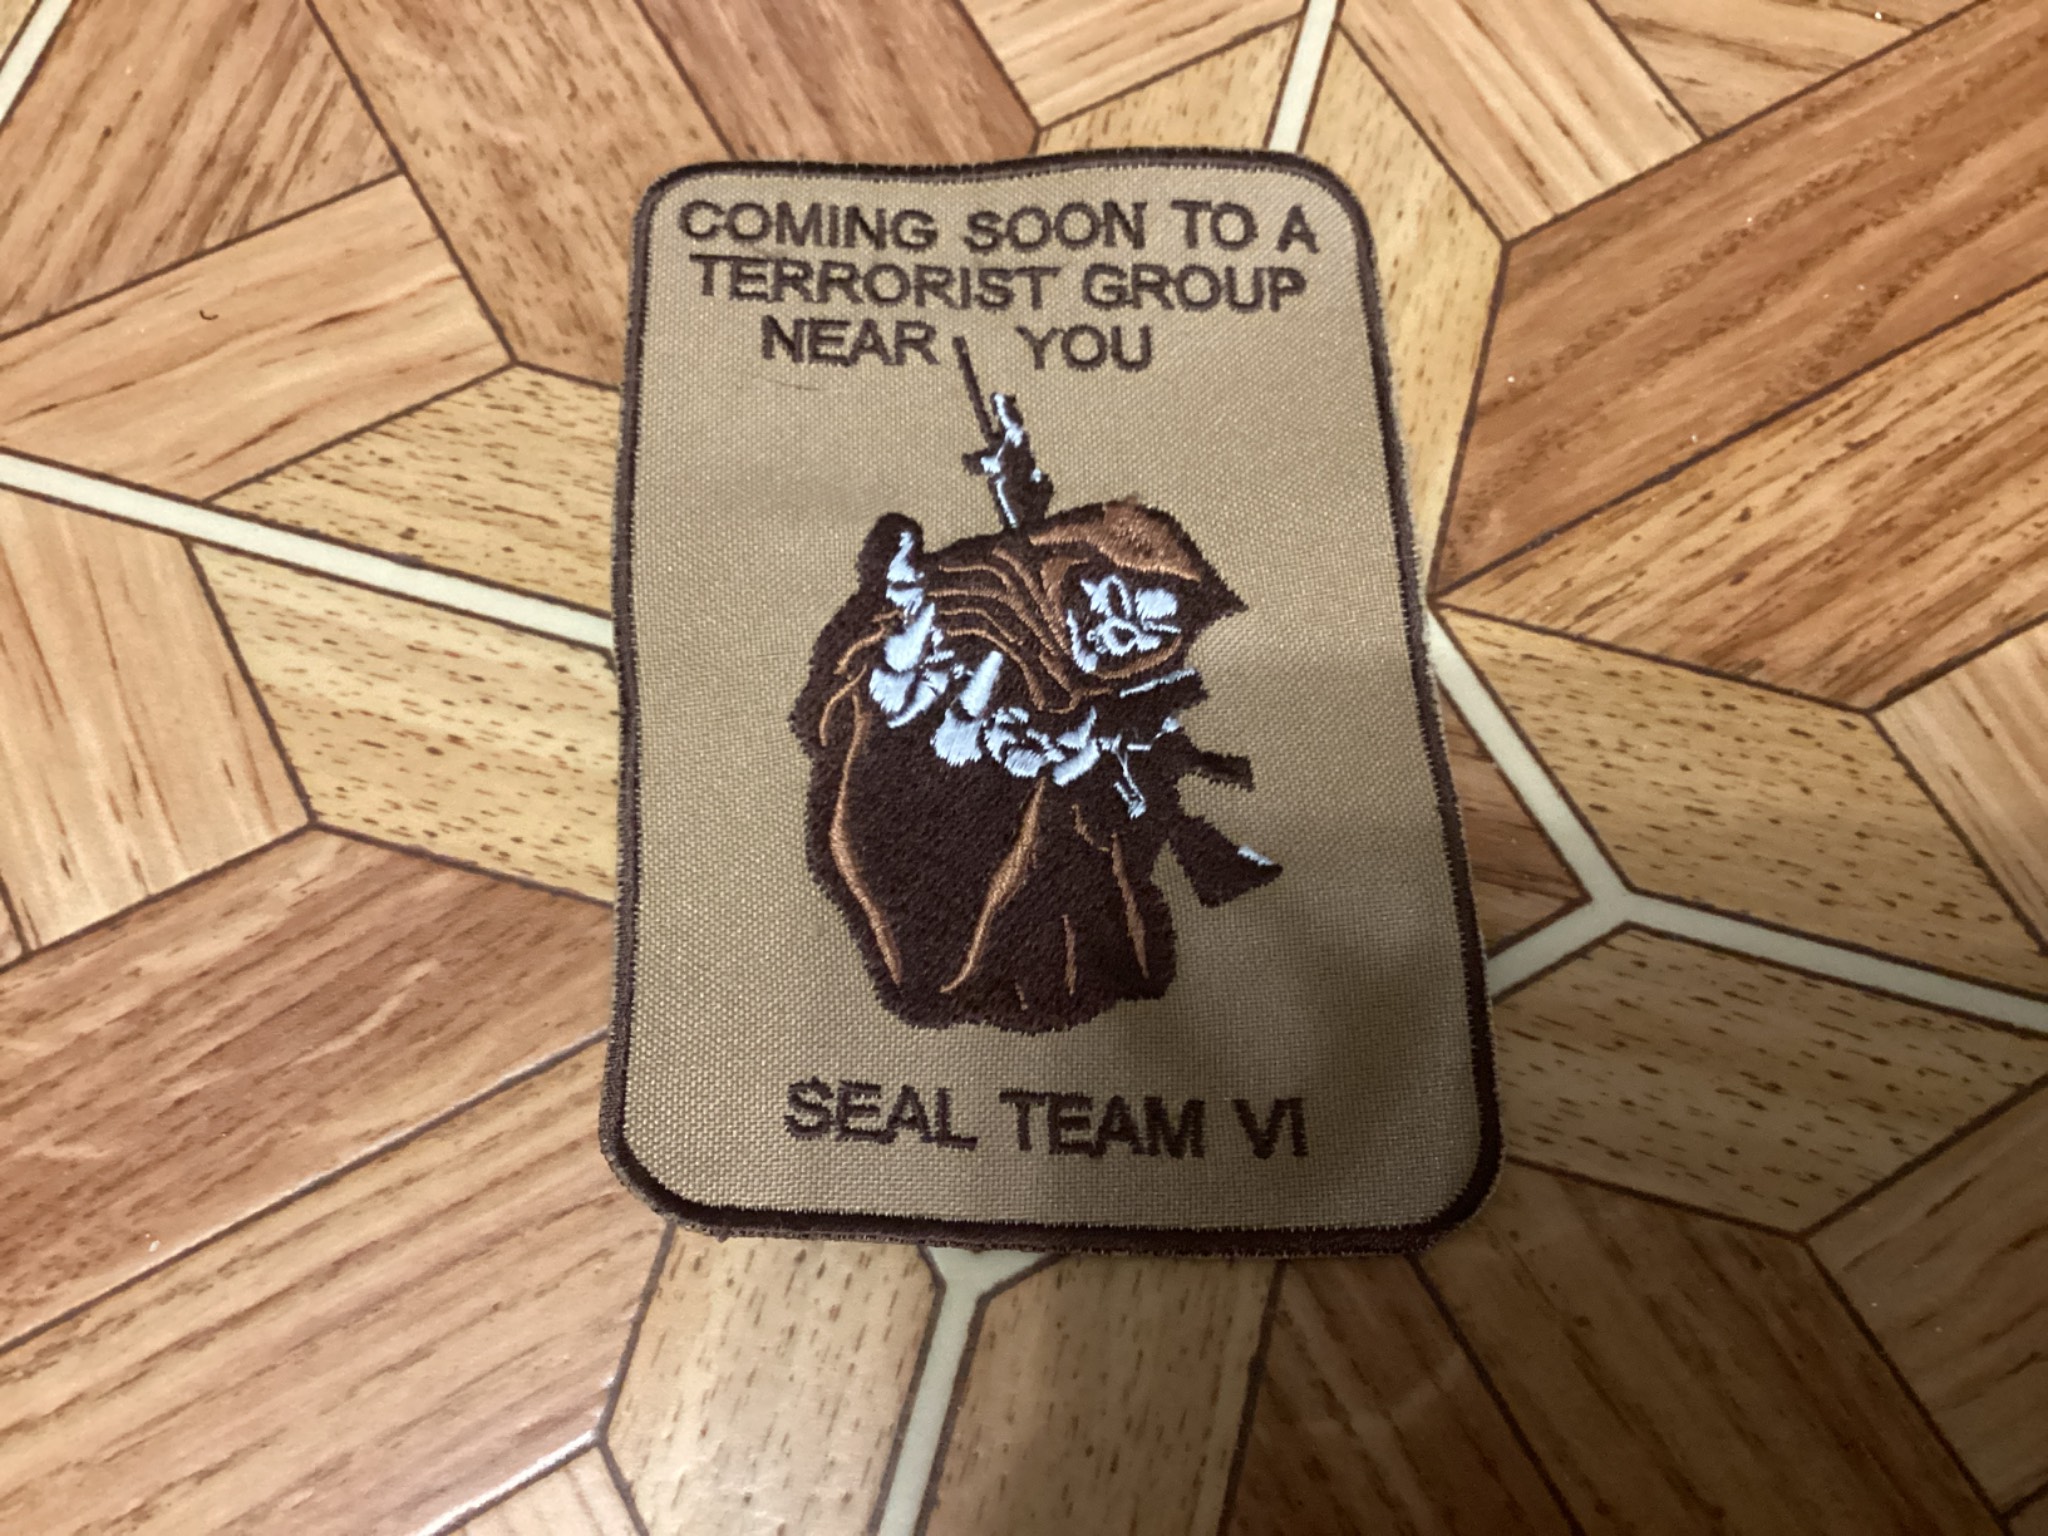 COMING SOON TO A
TERRORIST GROUP
NEAR YOU
SEAL TEAM VI